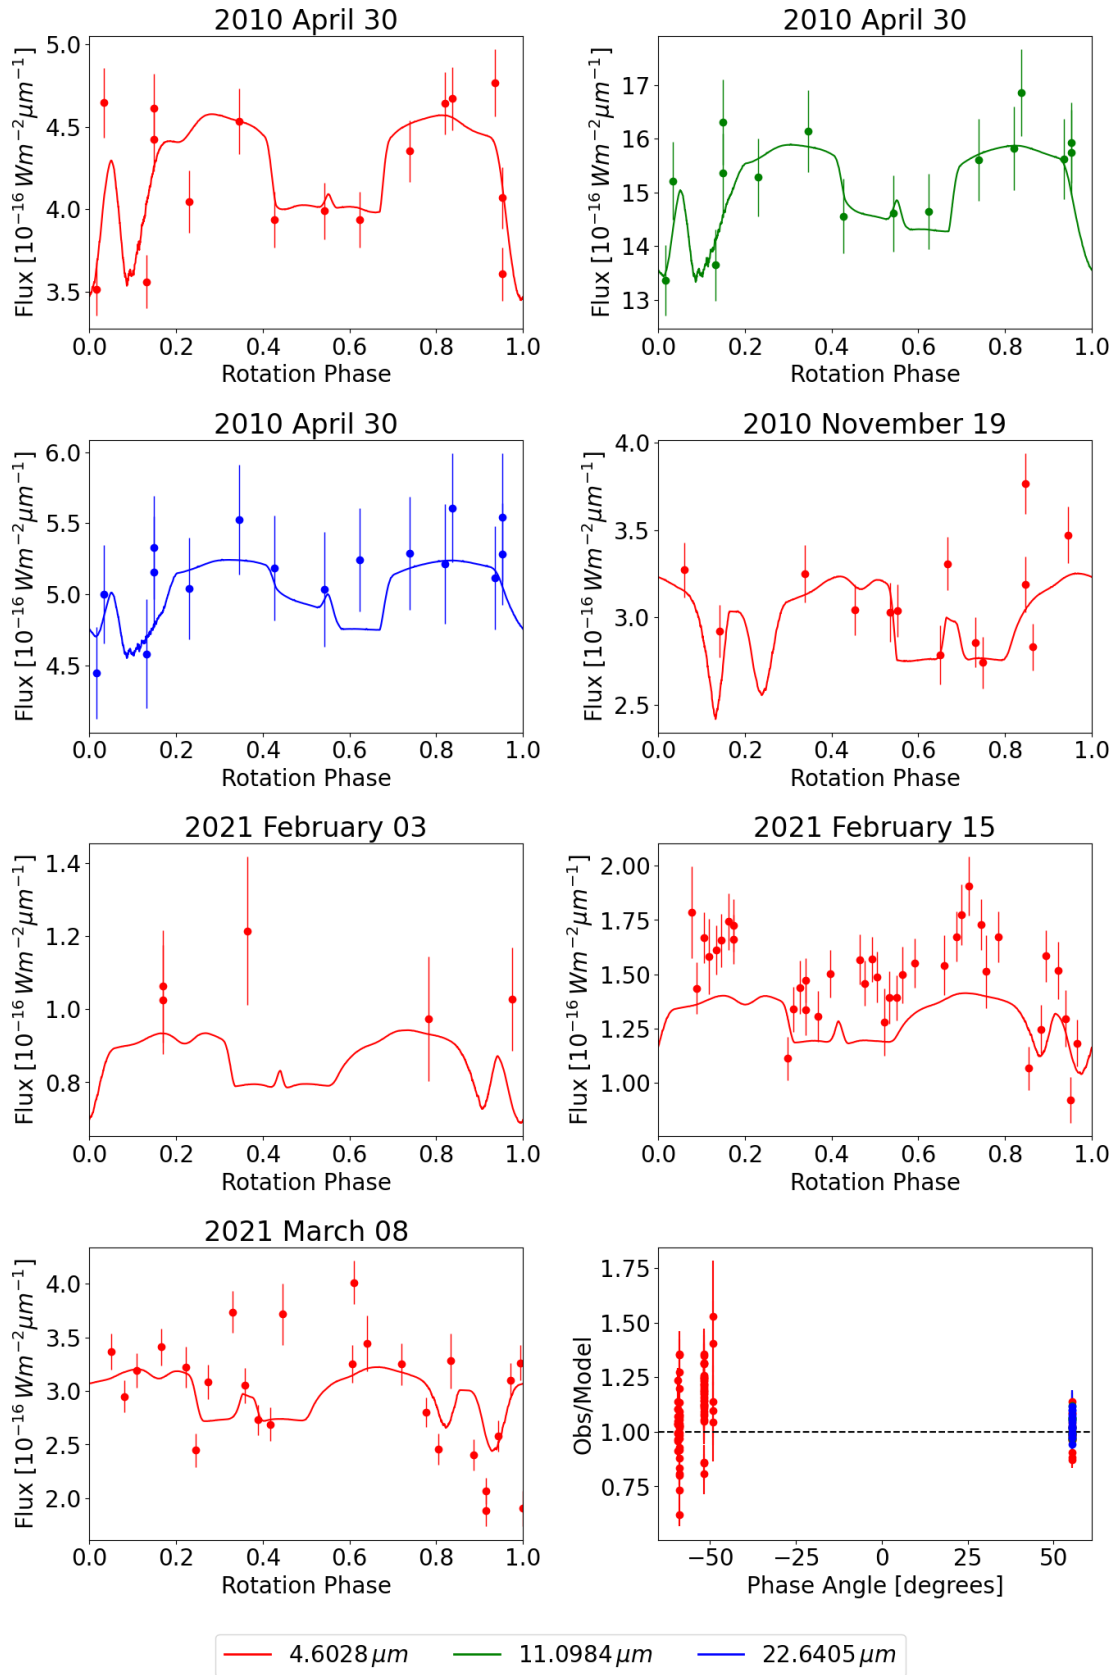 2010 April 30
Flux [10⁻¹⁶ Wm⁻²μm⁻¹]
5.0
4.5
4.0
3.5
0.0 0.2 0.4 0.6 0.8 1.0
Rotation Phase
2010 April 30
Flux [10⁻¹⁶ Wm⁻²μm⁻¹]
17
16
15
14
13
0.0 0.2 0.4 0.6 0.8 1.0
Rotation Phase
2010 April 30
Flux [10⁻¹⁶ Wm⁻²μm⁻¹]
6.0
5.5
5.0
4.5
0.0 0.2 0.4 0.6 0.8 1.0
Rotation Phase
2010 November 19
Flux [10⁻¹⁶ Wm⁻²μm⁻¹]
4.0
3.5
3.0
2.5
0.0 0.2 0.4 0.6 0.8 1.0
Rotation Phase
2021 February 03
Flux [10⁻¹⁶ Wm⁻²μm⁻¹]
1.4
1.2
1.0
0.8
0.0 0.2 0.4 0.6 0.8 1.0
Rotation Phase
2021 February 15
Flux [10⁻¹⁶ Wm⁻²μm⁻¹]
2.00
1.75
1.50
1.25
1.00
0.0 0.2 0.4 0.6 0.8 1.0
Rotation Phase
2021 March 08
Flux [10⁻¹⁶ Wm⁻²μm⁻¹]
4.0
3.5
3.0
2.5
2.0
0.0 0.2 0.4 0.6 0.8 1.0
Rotation Phase
Obs/Model
1.75
1.50
1.25
1.00
0.75
−50 −25 0 25 50
Phase Angle [degrees]
4.6028 μm 11.0984 μm 22.6405 μm